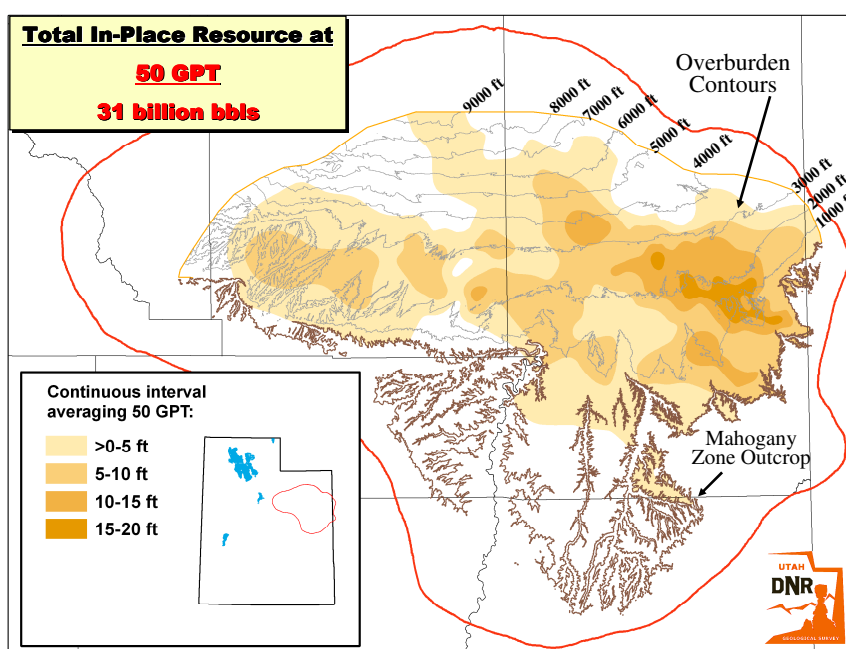 Total In-Place Resource at
50 GPT
31 billion bbls
Overburden
Contours
9000 ft
8000 ft
7000 ft
6000 ft
5000 ft
4000 ft
3000 ft
2000 ft
1000 f
Continuous interval
averaging 50 GPT:
>0-5 ft
5-10 ft
10-15 ft
15-20 ft
Mahogany
Zone Outcrop
UTAH
DNR
GEOLOGICAL SURVEY